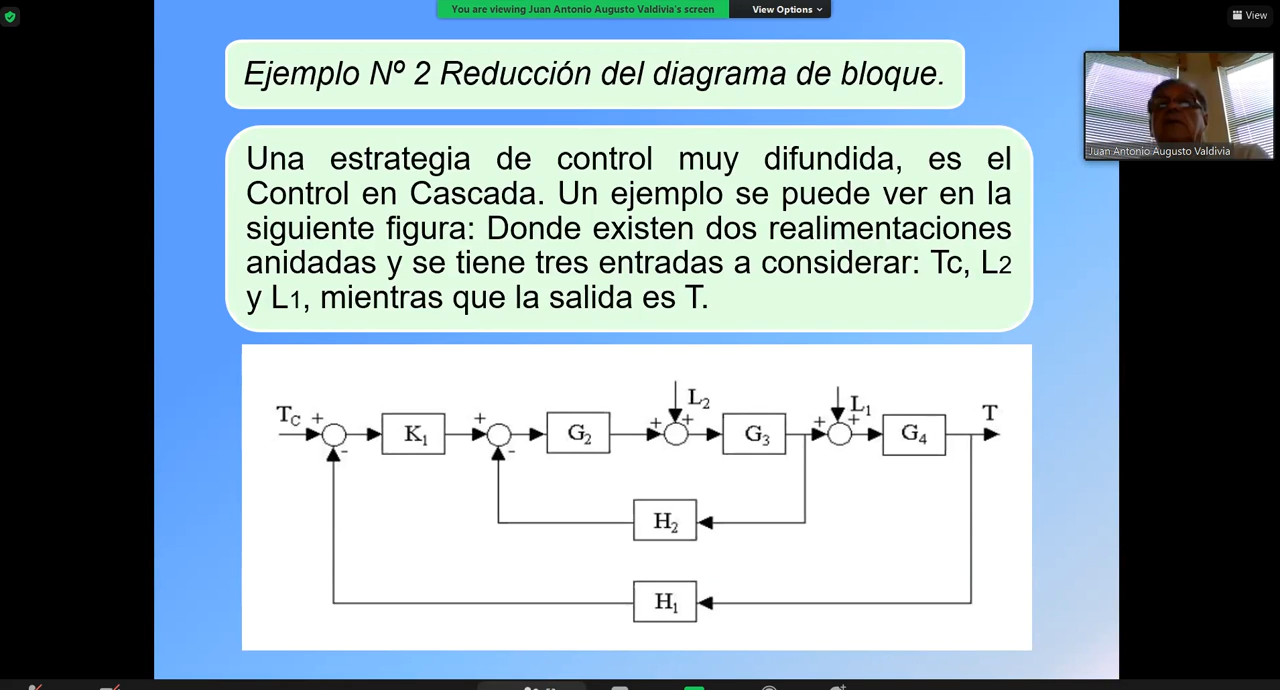 You are viewing Juan Antonio Augusto Valdivia's screen
View Options
View
Ejemplo Nº 2 Reducción del diagrama de bloque.
Una estrategia de control muy difundida, es el
Control en Cascada. Un ejemplo se puede ver en la
siguiente figura: Donde existen dos realimentaciones
anidadas y se tiene tres entradas a considerar: Tc, L2
y L1, mientras que la salida es T.
Juan Antonio Augusto Valdivia
L2
L1
TC + + + + + + T
K1 G2 G3 G4
- -
H2
H1